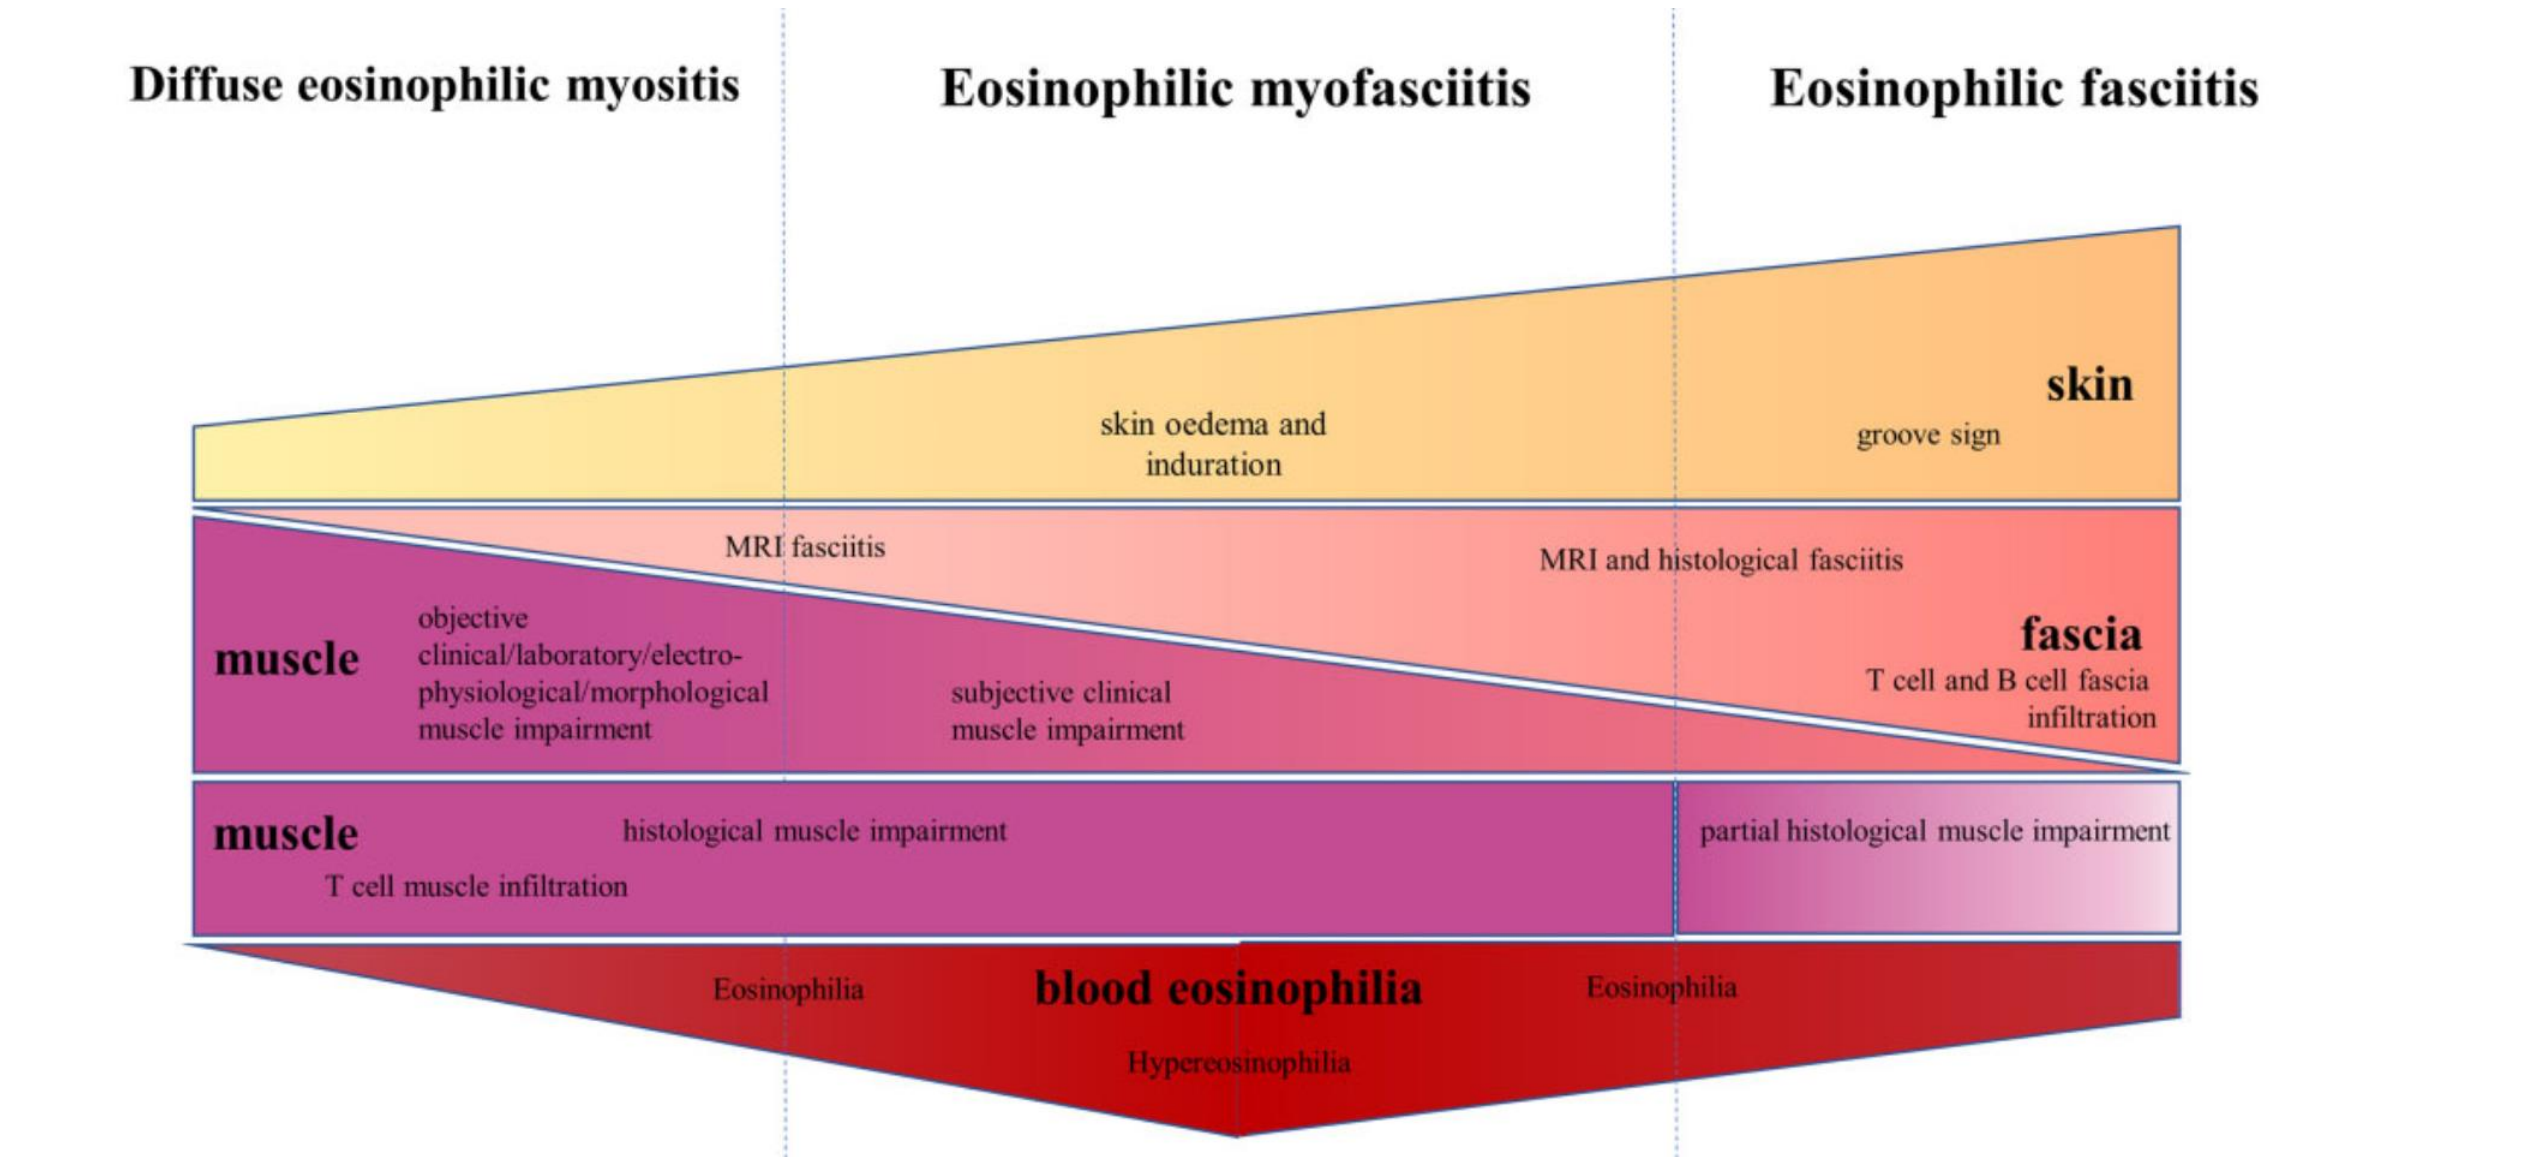 Diffuse eosinophilic myositis
Eosinophilic myofasciitis
Eosinophilic fasciitis
skin
skin oedema and
induration
groove sign
MRI fasciitis
MRI and histological fasciitis
fascia
T cell and B cell fascia
infiltration
muscle
objective
clinical/laboratory/electro-
physiological/morphological
muscle impairment
subjective clinical
muscle impairment
muscle
histological muscle impairment
T cell muscle infiltration
partial histological muscle impairment
Eosinophilia
blood eosinophilia
Eosinophilia
Hypereosinophilia